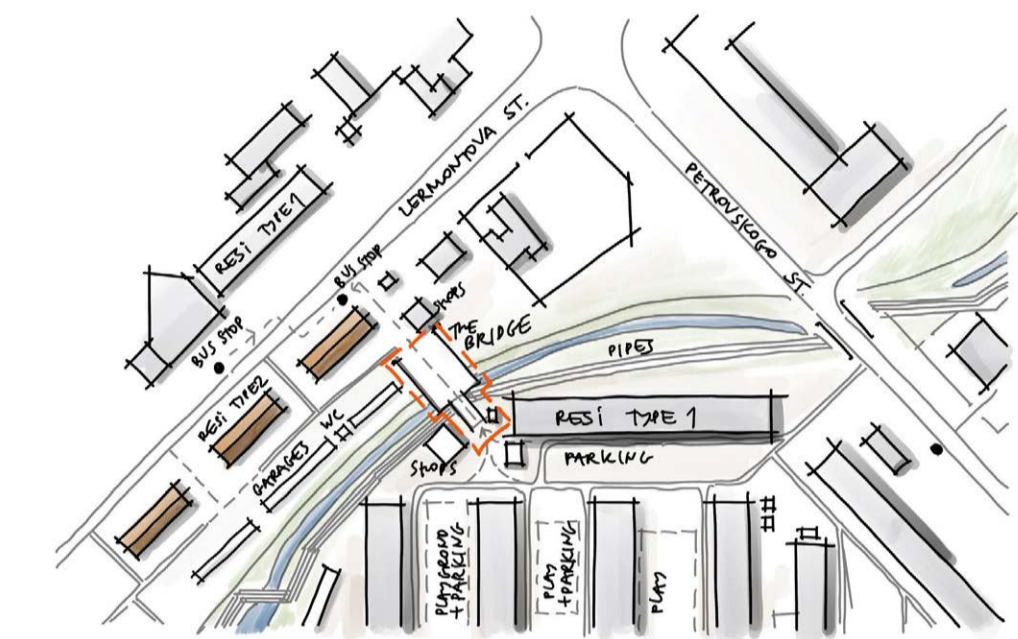 LERMONTOVA ST.
PETROVSKOGO ST.
RESI TYPE 1
BUS STOP
BUS STOP
SHOPS
THE BRIDGE
PIPES
RESI TYPE 2
WC
GARAGES
SHOPS
RESI TYPE 1
PARKING
PLAYGROND
+ PARKING
PLAY
+ PARKING
PLAY